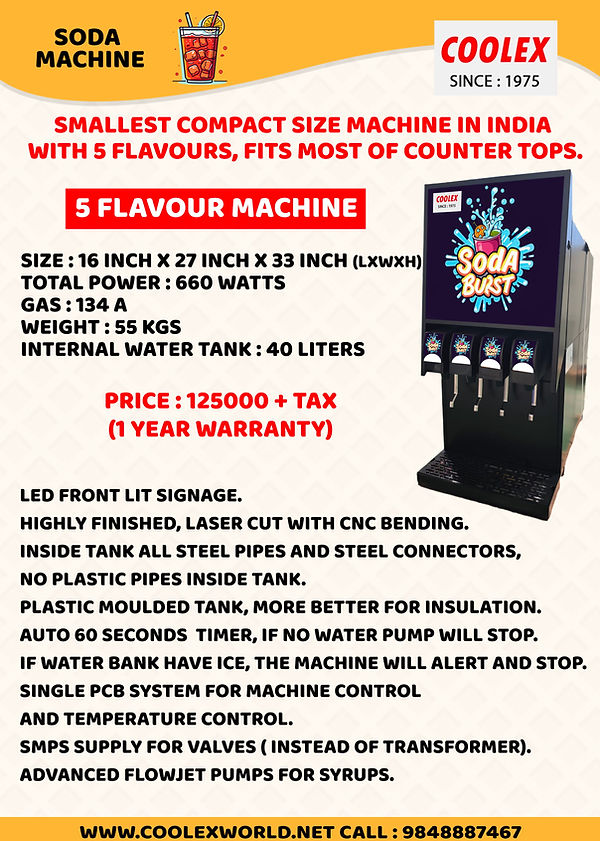 SODA
MACHINE
COOLEX
SINCE : 1975
SMALLEST COMPACT SIZE MACHINE IN INDIA
WITH 5 FLAVOURS, FITS MOST OF COUNTER TOPS.
5 FLAVOUR MACHINE
COOLEX
SINCE : 1975
SODA
BURST
SIZE : 16 INCH X 27 INCH X 33 INCH (LXWXH)
TOTAL POWER : 660 WATTS
GAS : 134 A
WEIGHT : 55 KGS
INTERNAL WATER TANK : 40 LITERS
PRICE : 125000 + TAX
(1 YEAR WARRANTY)
LED FRONT LIT SIGNAGE.
HIGHLY FINISHED, LASER CUT WITH CNC BENDING.
INSIDE TANK ALL STEEL PIPES AND STEEL CONNECTORS,
NO PLASTIC PIPES INSIDE TANK.
PLASTIC MOULDED TANK, MORE BETTER FOR INSULATION.
AUTO 60 SECONDS  TIMER, IF NO WATER PUMP WILL STOP.
IF WATER BANK HAVE ICE, THE MACHINE WILL ALERT AND STOP.
SINGLE PCB SYSTEM FOR MACHINE CONTROL
AND TEMPERATURE CONTROL.
SMPS SUPPLY FOR VALVES ( INSTEAD OF TRANSFORMER).
ADVANCED FLOWJET PUMPS FOR SYRUPS.
WWW.COOLEXWORLD.NET CALL : 9848887467